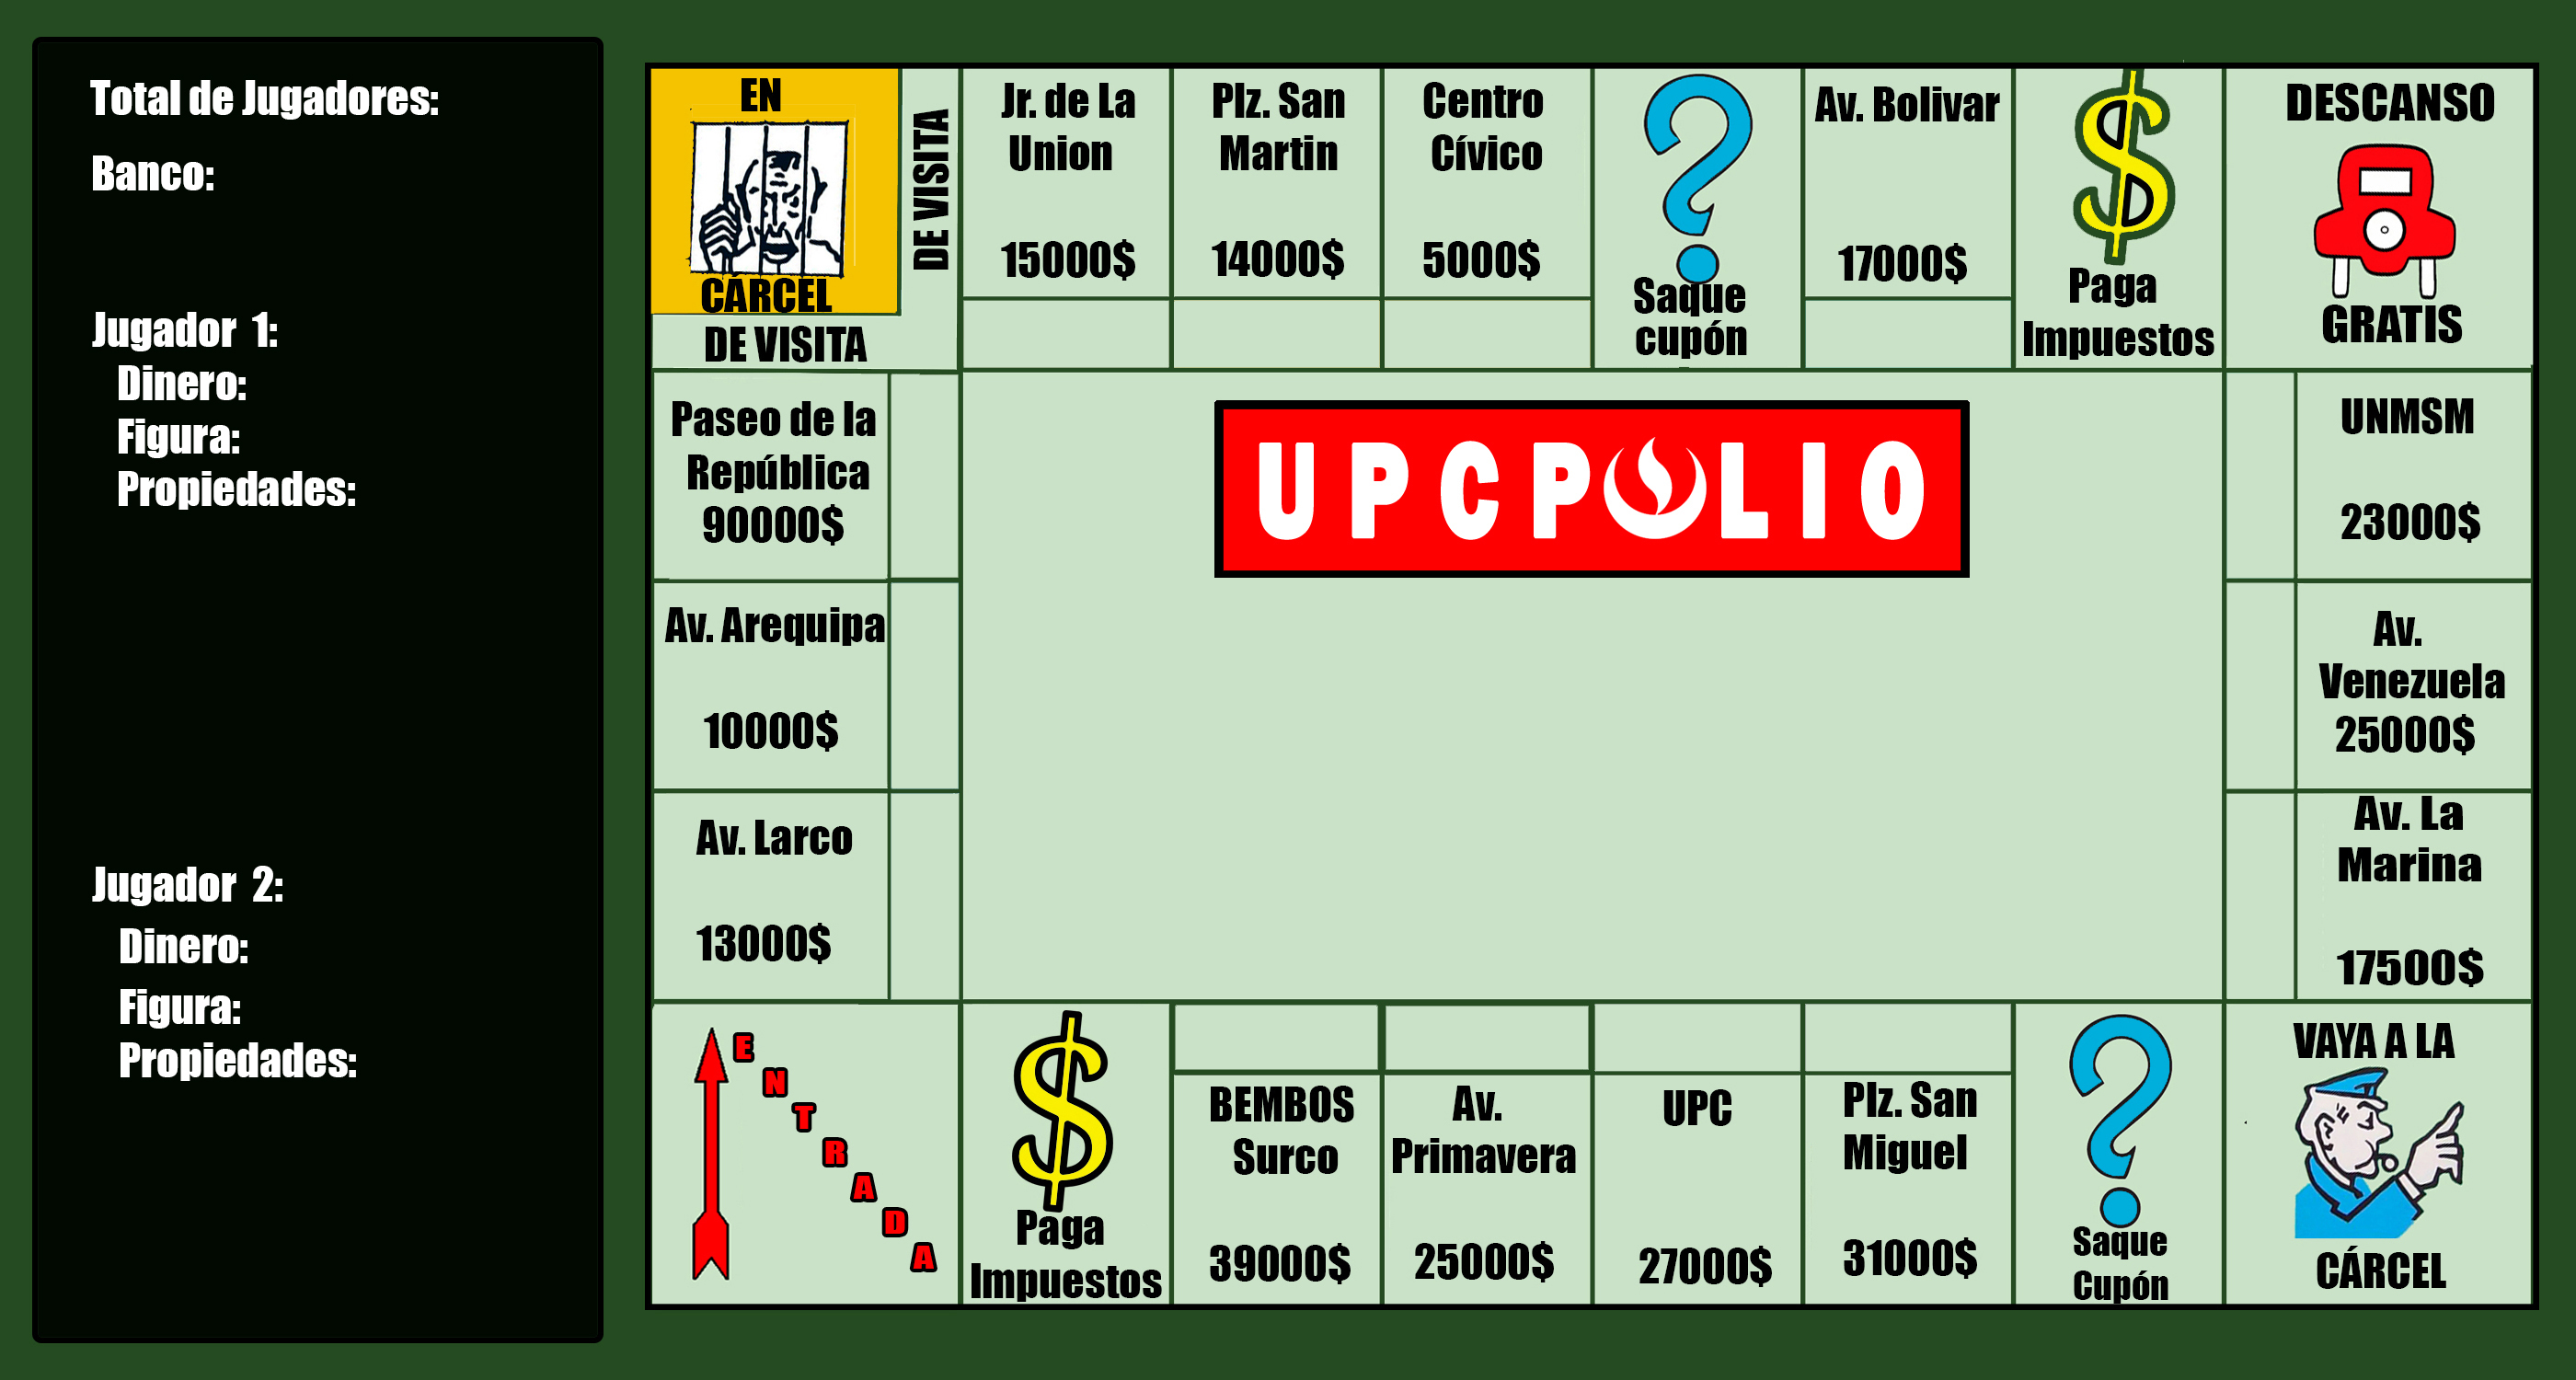 Total de Jugadores:
Banco:
Jugador 1:
Dinero:
Figura:
Propiedades:
Jugador 2:
Dinero:
Figura:
Propiedades:
EN
CÁRCEL
DE VISITA
DE VISITA
Jr. de La
Union
15000$
Plz. San
Martin
14000$
Centro
Cívico
5000$
Saque
cupón
Av. Bolivar
17000$
Paga
Impuestos
DESCANSO
GRATIS
Paseo de la
República
90000$
UPCPOLIO
UNMSM
23000$
Av. Arequipa
10000$
Av.
Venezuela
25000$
Av. Larco
13000$
Av. La
Marina
17500$
ENTRADA
Paga
Impuestos
BEMBOS
Surco
39000$
Av.
Primavera
25000$
UPC
27000$
Plz. San
Miguel
31000$
Saque
Cupón
VAYA A LA
CÁRCEL